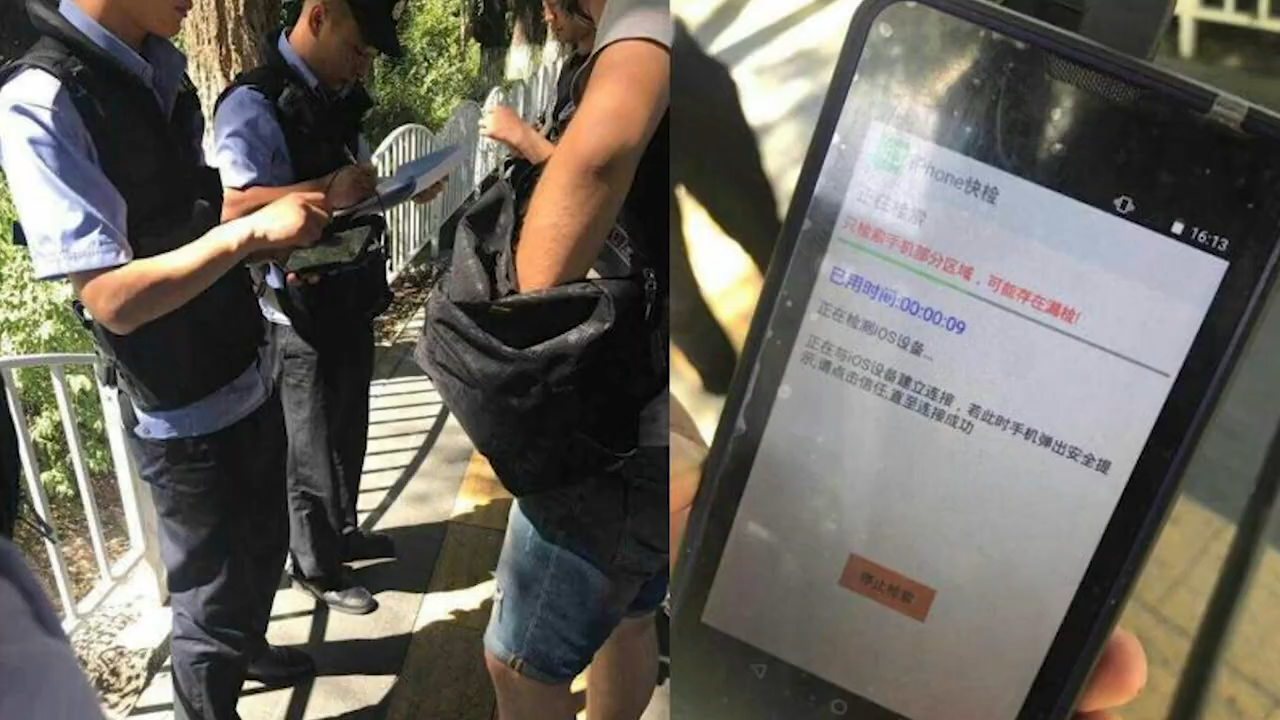 16:13
iPhone快检
正在检索
只检索手机部分区域，可能存在漏检!
已用时间:00:00:09
正在检测iOS设备...
正在与iOS设备建立连接，若此时手机弹出安全提
示,请点击信任,直至连接成功
停止检索